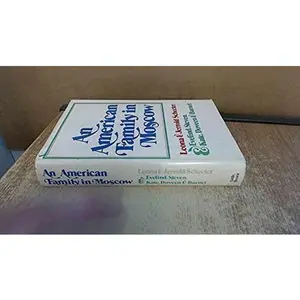 An
American
Family in
Moscow
Leona & Jerrold Schecter
& Evelind, Steven
Kate, Doveen & Barnet
An American
Family in Moscow
Leona & Jerrold Schecter
& Evelind, Steven
Kate, Doveen & Barnet